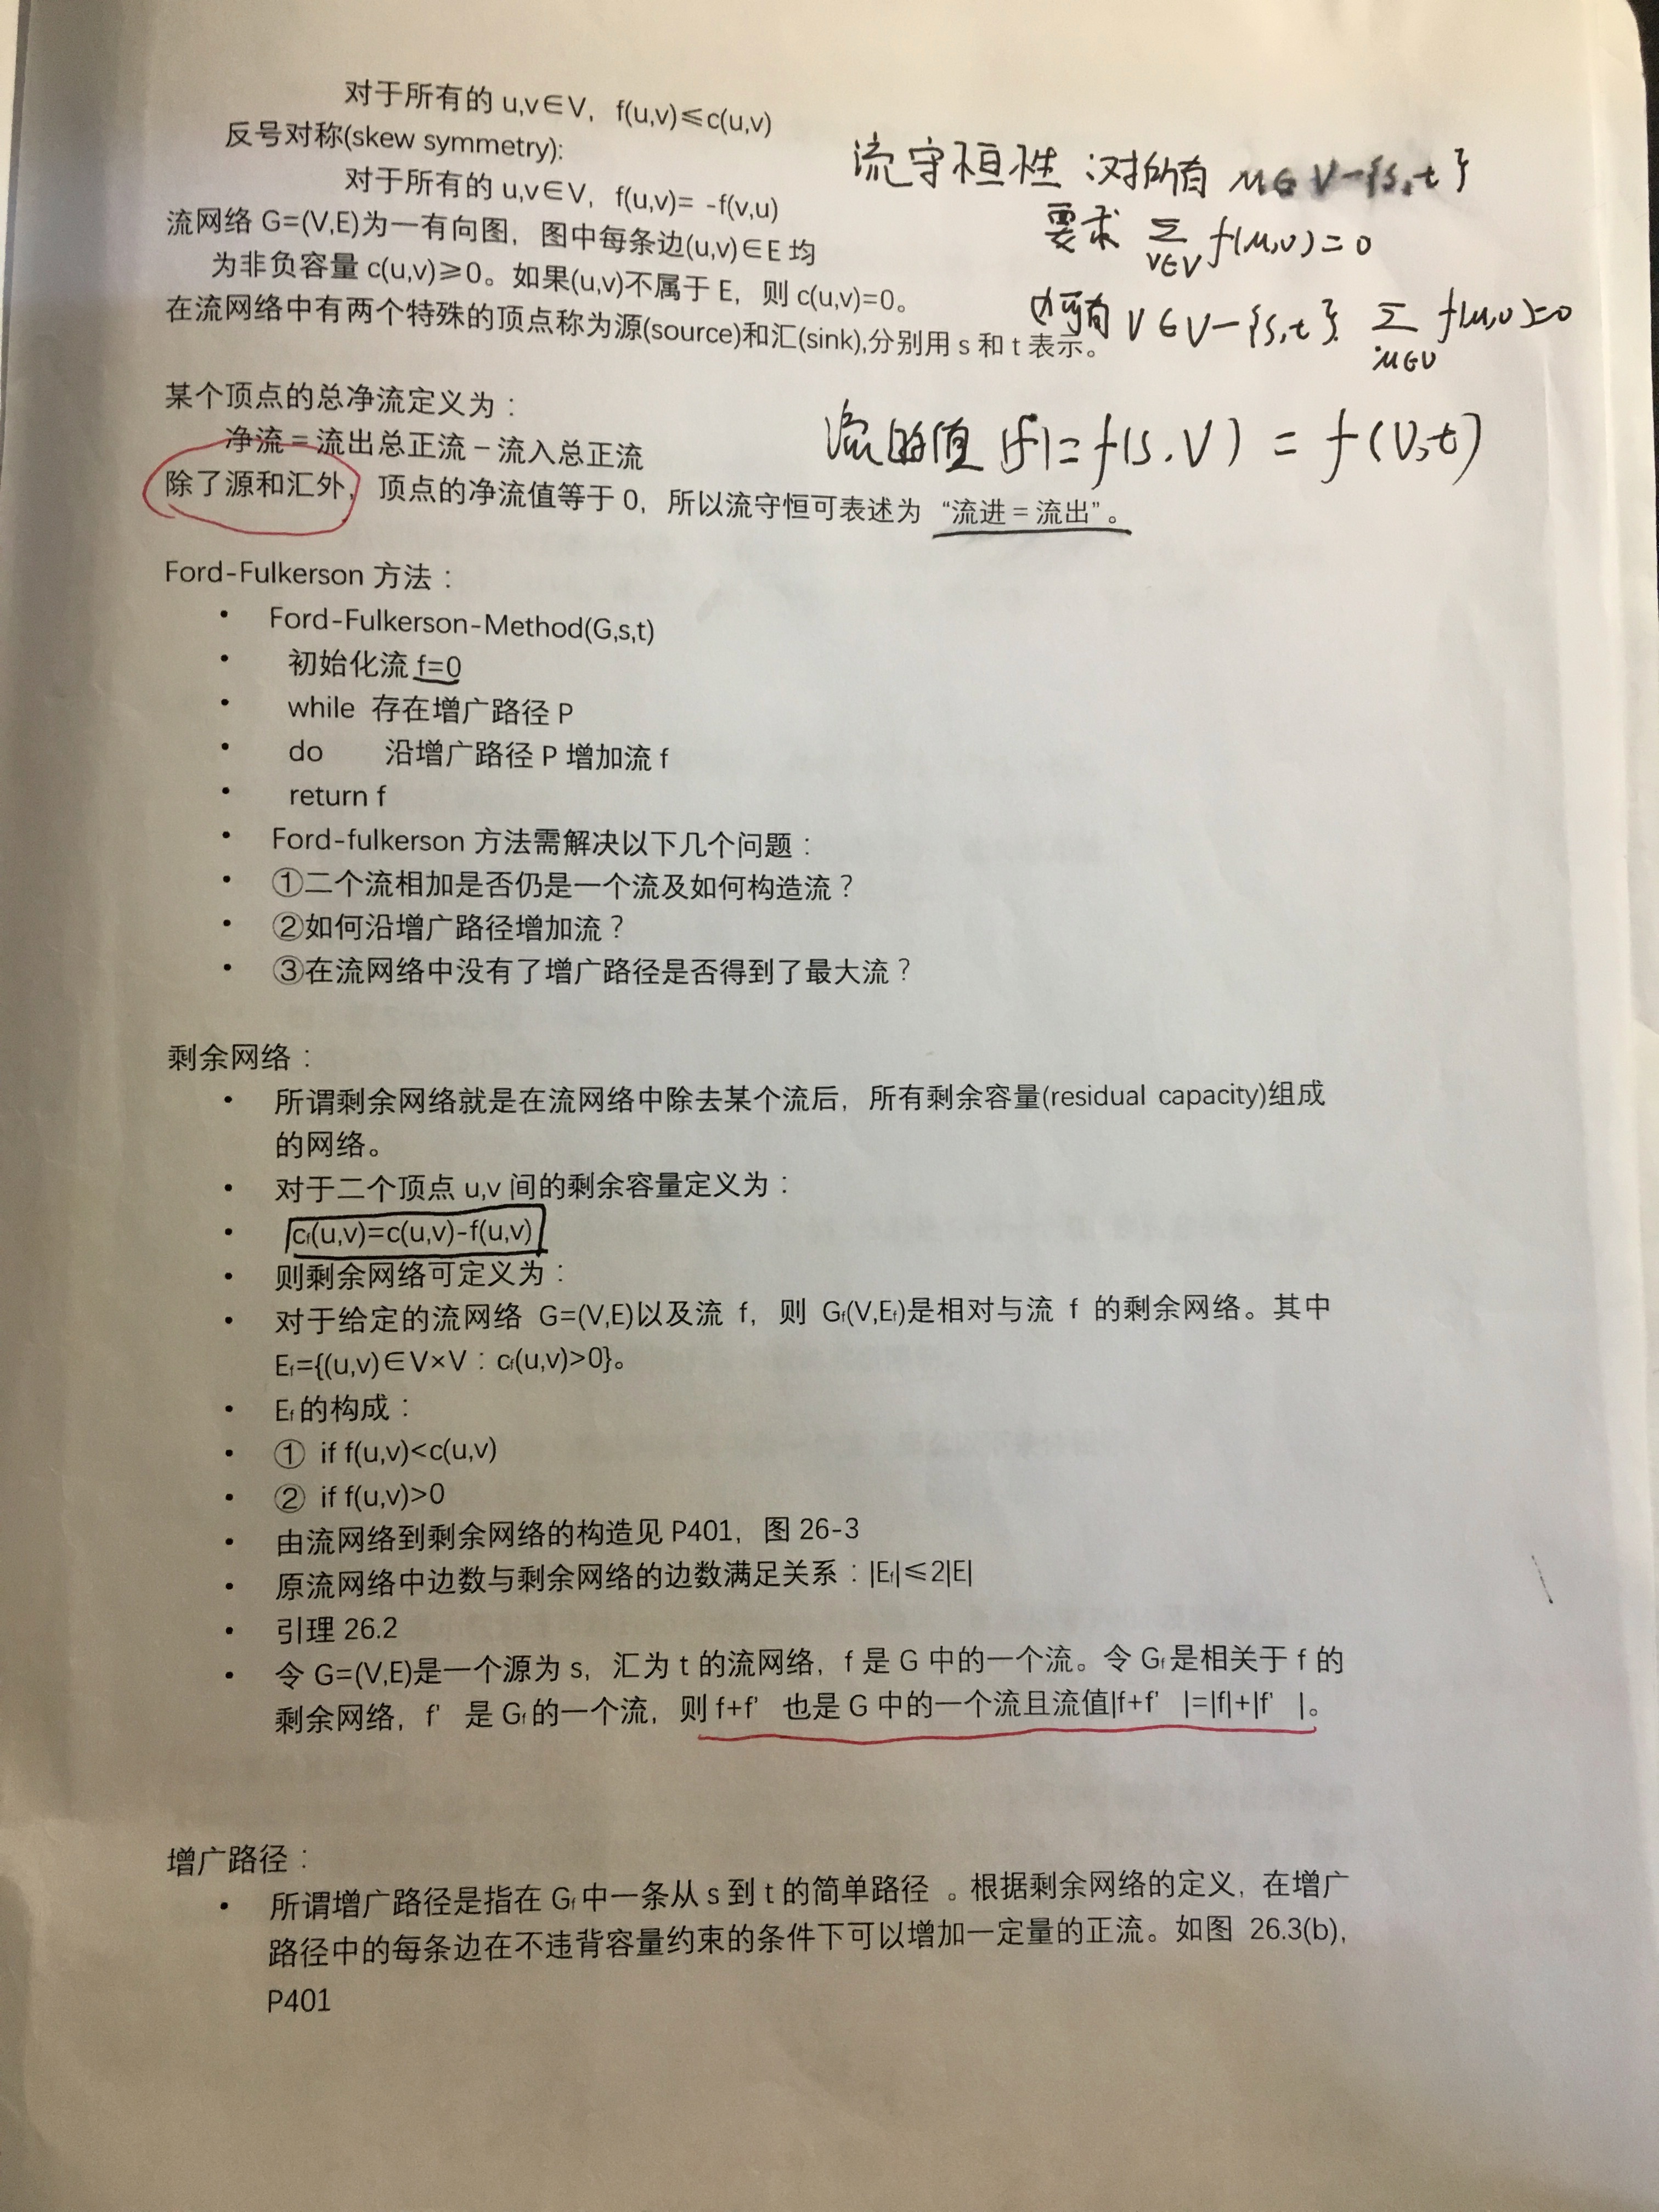 对于所有的 u,v∈V，f(u,v)≤c(u,v)
反号对称(skew symmetry):
对于所有的 u,v∈V，f(u,v)= -f(v,u)
流网络 G=(V,E)为一有向图，图中每条边(u,v)∈E 均
为非负容量 c(u,v)≥0。如果(u,v)不属于 E，则 c(u,v)=0。
在流网络中有两个特殊的顶点称为源(source)和汇(sink),分别用 s 和 t 表示。
流守恒性：对所有 u∈V-{s,t}
要求 ∑ f(u,v)=0
v∈V
所有 v∈V-{s,t} ∑ f(u,v)=0
u∈V
某个顶点的总净流定义为：
净流＝流出总正流－流入总正流
除了源和汇外，顶点的净流值等于 0，所以流守恒可表述为 “流进＝流出”。
流的值 |f|=f(s,V) = f(V,t)
Ford-Fulkerson 方法：
• Ford-Fulkerson-Method(G,s,t)
• 初始化流 f=0
• while 存在增广路径 P
• do 沿增广路径 P 增加流 f
• return f
• Ford-fulkerson 方法需解决以下几个问题：
• ①二个流相加是否仍是一个流及如何构造流？
• ②如何沿增广路径增加流？
• ③在流网络中没有了增广路径是否得到了最大流？
剩余网络：
• 所谓剩余网络就是在流网络中除去某个流后，所有剩余容量(residual capacity)组成
的网络。
• 对于二个顶点 u,v 间的剩余容量定义为：
• cf(u,v)=c(u,v)-f(u,v)
• 则剩余网络可定义为：
• 对于给定的流网络 G=(V,E)以及流 f，则 Gf(V,Ef)是相对与流 f 的剩余网络。其中
Ef={(u,v)∈V×V：cf(u,v)>0}。
• Ef 的构成：
• ① if f(u,v)<c(u,v)
• ② if f(u,v)>0
• 由流网络到剩余网络的构造见 P401，图 26-3
• 原流网络中边数与剩余网络的边数满足关系：|Ef|≤2|E|
• 引理 26.2
• 令 G=(V,E)是一个源为 s，汇为 t 的流网络，f 是 G 中的一个流。令 Gf 是相关于 f 的
剩余网络，f’ 是 Gf 的一个流，则 f+f’ 也是 G 中的一个流且流值|f+f’ |=|f|+|f’ |。
增广路径：
• 所谓增广路径是指在 Gf 中一条从 s 到 t 的简单路径 。根据剩余网络的定义，在增广
路径中的每条边在不违背容量约束的条件下可以增加一定量的正流。如图 26.3(b),
P401